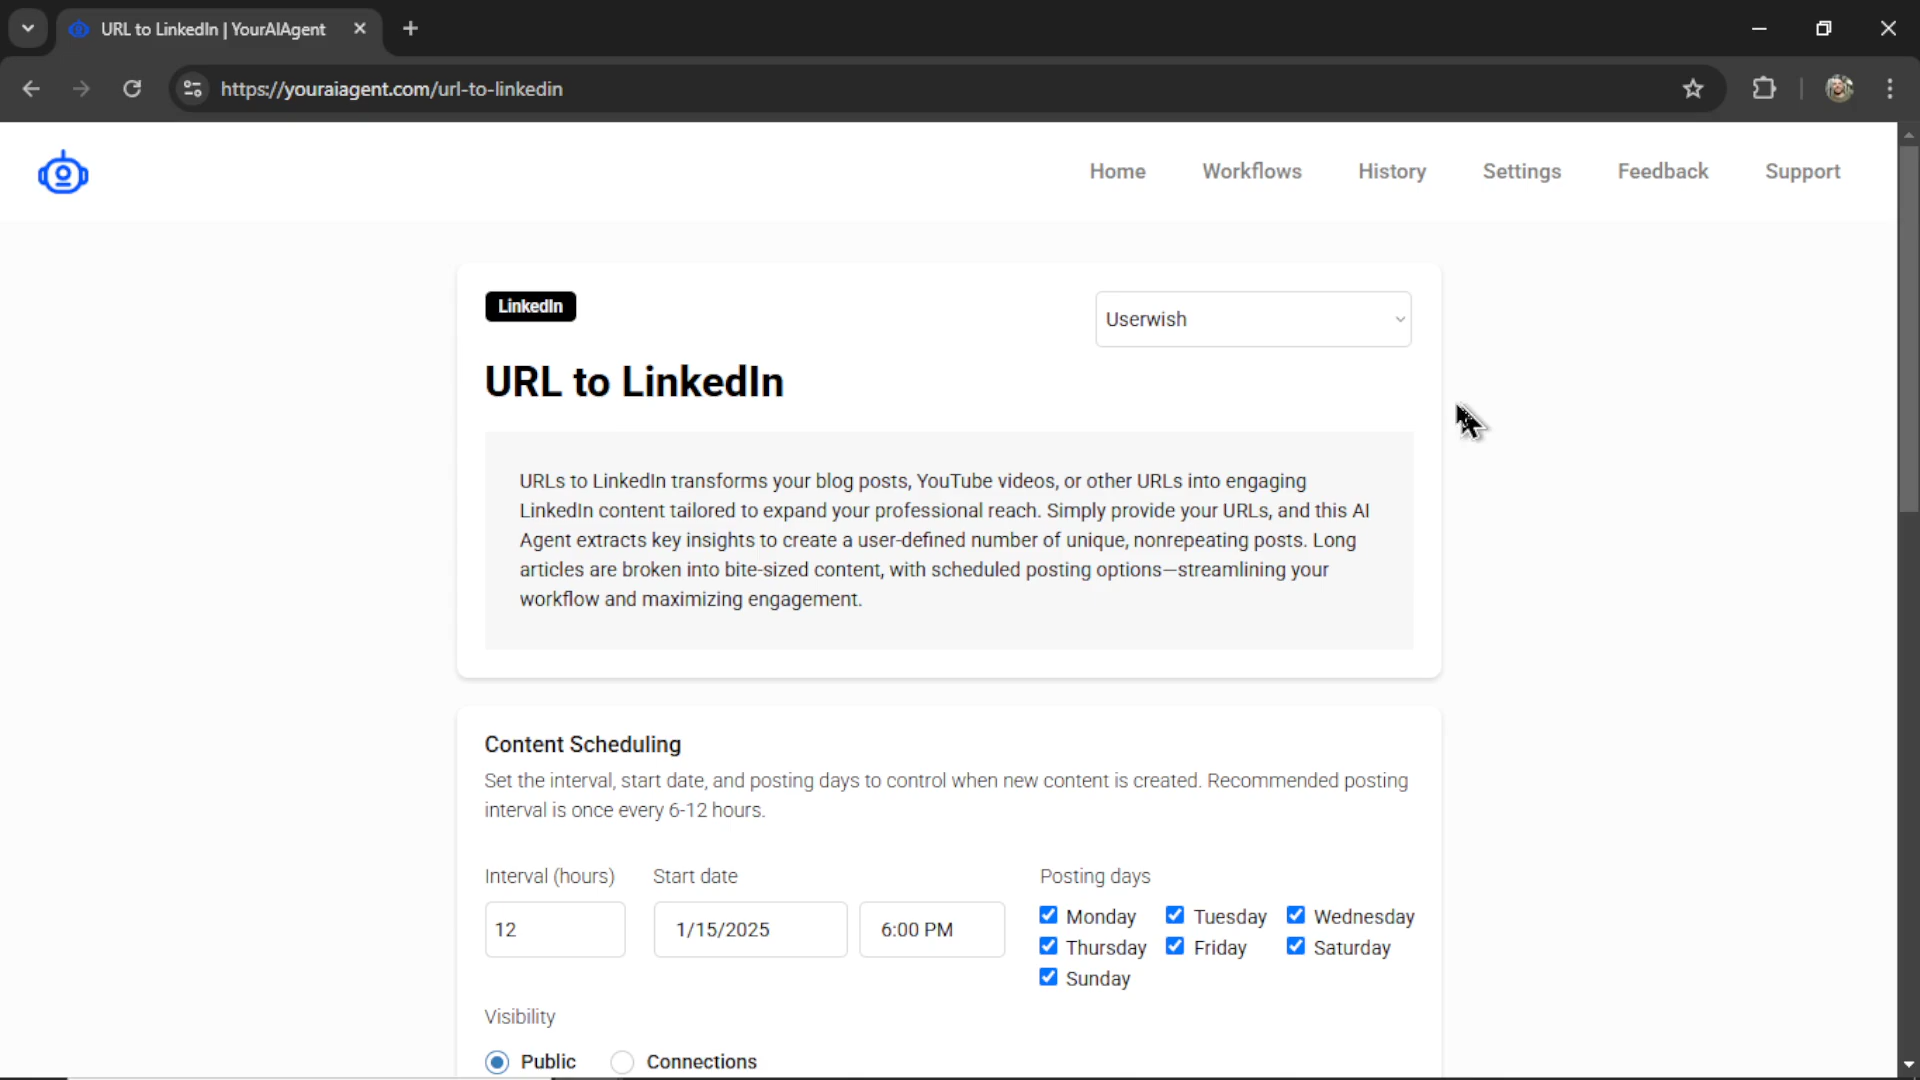 URL to LinkedIn | YourAIAgent
https://youraiagent.com/url-to-linkedin
Home Workflows History Settings Feedback Support
LinkedIn
Userwish
URL to LinkedIn
URLs to LinkedIn transforms your blog posts, YouTube videos, or other URLs into engaging
LinkedIn content tailored to expand your professional reach. Simply provide your URLs, and this AI
Agent extracts key insights to create a user-defined number of unique, nonrepeating posts. Long
articles are broken into bite-sized content, with scheduled posting options—streamlining your
workflow and maximizing engagement.
Content Scheduling
Set the interval, start date, and posting days to control when new content is created. Recommended posting
interval is once every 6-12 hours.
Interval (hours) Start date Posting days
12 1/15/2025 6:00 PM
Monday Tuesday Wednesday
Thursday Friday Saturday
Sunday
Visibility
Public Connections